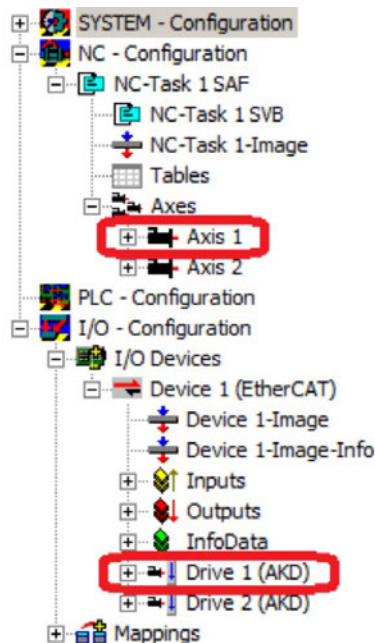 SYSTEM - Configuration
NC - Configuration
NC-Task 1 SAF
NC-Task 1 SVB
NC-Task 1-Image
Tables
Axes
Axis 1
Axis 2
PLC - Configuration
I/O - Configuration
I/O Devices
Device 1 (EtherCAT)
Device 1-Image
Device 1-Image-Info
Inputs
Outputs
InfoData
Drive 1 (AKD)
Drive 2 (AKD)
Mappings